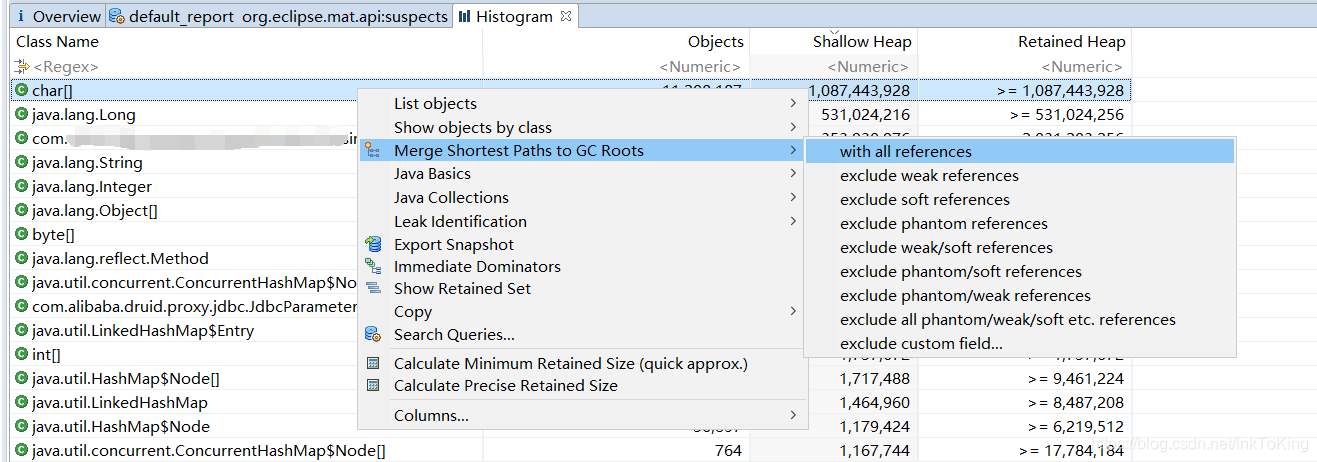 i Overview default_report org.eclipse.mat.api:suspects Histogram
Class Name Objects Shallow Heap Retained Heap
<Regex> <Numeric> <Numeric> <Numeric>
char[] 1,087,443,928 >= 1,087,443,928
java.lang.Long 531,024,216 >= 531,024,256
com.
java.lang.String
java.lang.Integer
java.lang.Object[]
byte[]
java.lang.reflect.Method
java.util.concurrent.ConcurrentHashMap$No
com.alibaba.druid.proxy.jdbc.JdbcParameter
java.util.LinkedHashMap$Entry
int[]
java.util.HashMap$Node[] 1,717,488 >= 9,461,224
java.util.LinkedHashMap 1,464,960 >= 8,487,208
java.util.HashMap$Node 1,179,424 >= 6,219,512
java.util.concurrent.ConcurrentHashMap$Node[] 764 1,167,744 >= 17,784,184
List objects
Show objects by class
Merge Shortest Paths to GC Roots
Java Basics
Java Collections
Leak Identification
Export Snapshot
Immediate Dominators
Show Retained Set
Copy
Search Queries...
Calculate Minimum Retained Size (quick approx.)
Calculate Precise Retained Size
Columns...
with all references
exclude weak references
exclude soft references
exclude phantom references
exclude weak/soft references
exclude phantom/soft references
exclude phantom/weak references
exclude all phantom/weak/soft etc. references
exclude custom field...
https://blog.csdn.net/InkToKing